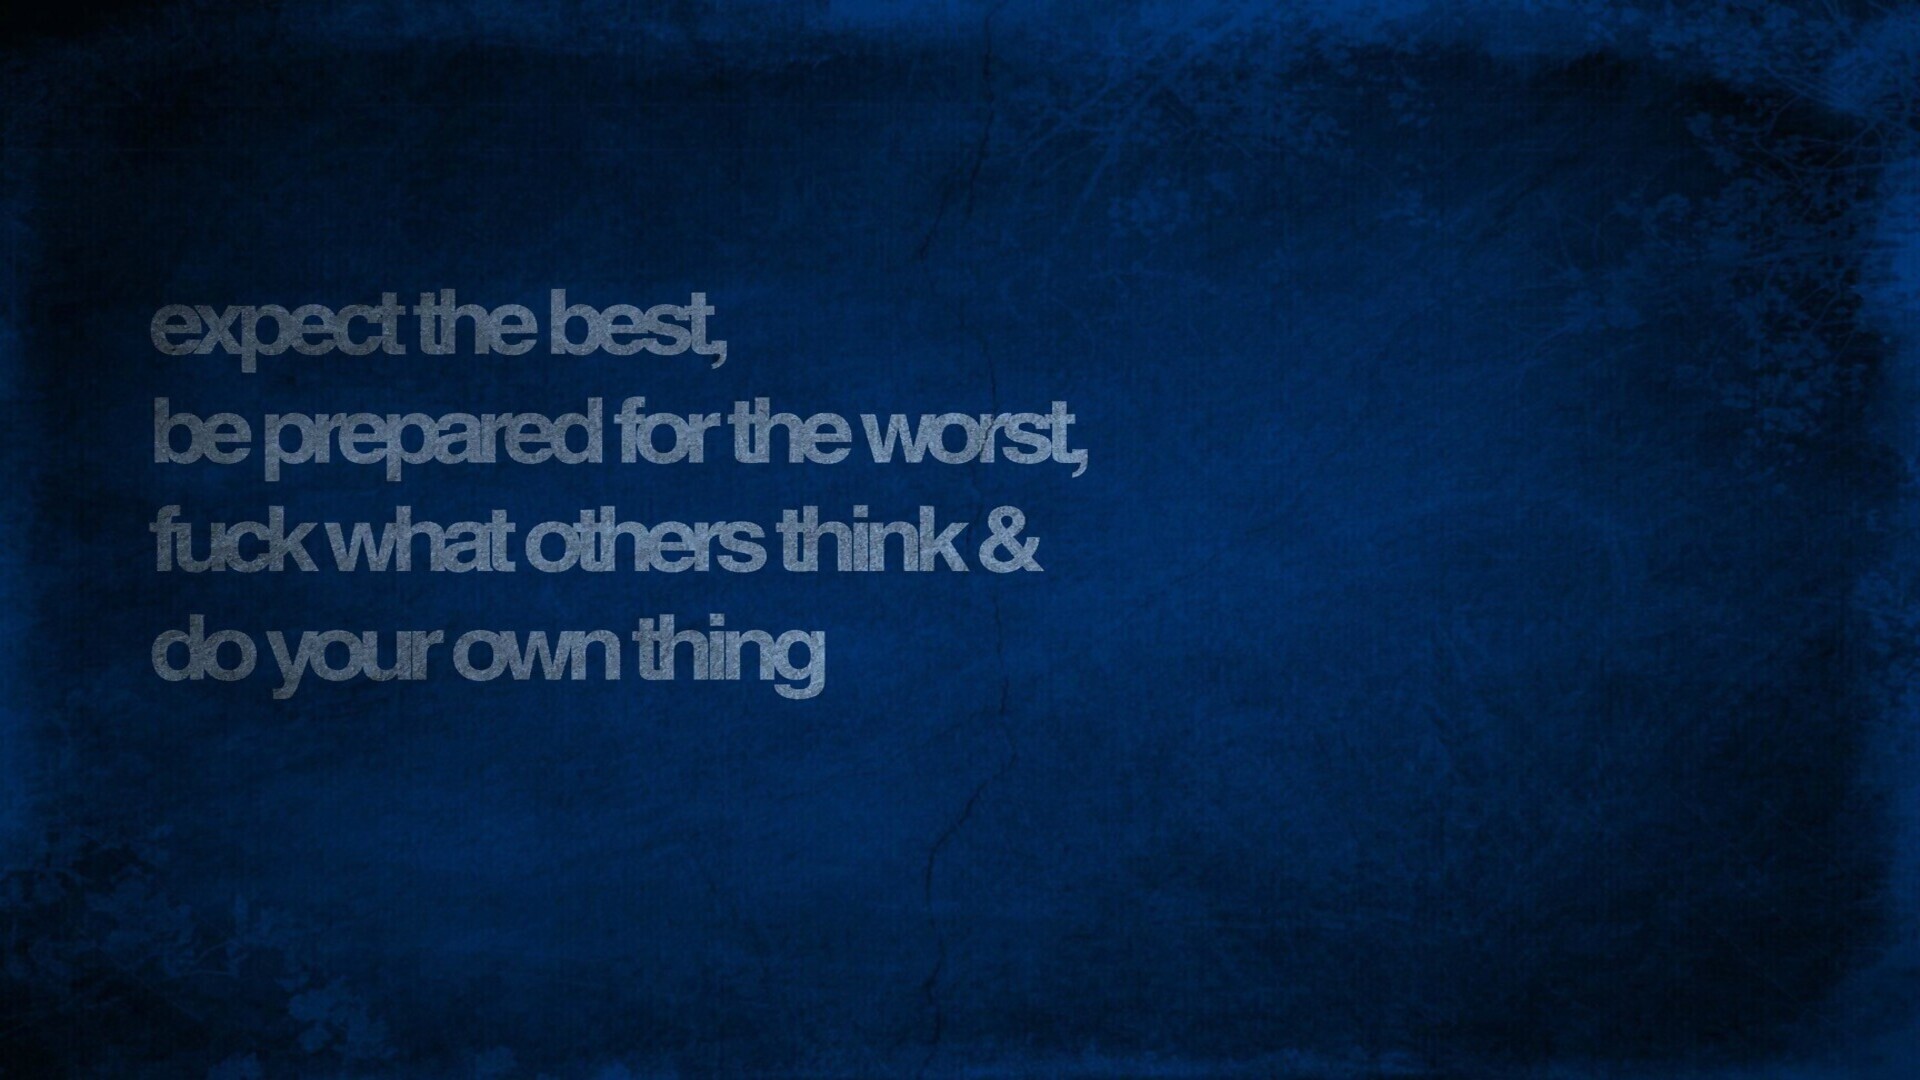 expect the best,
be prepared for the worst,
fuck what others think &
do your own thing